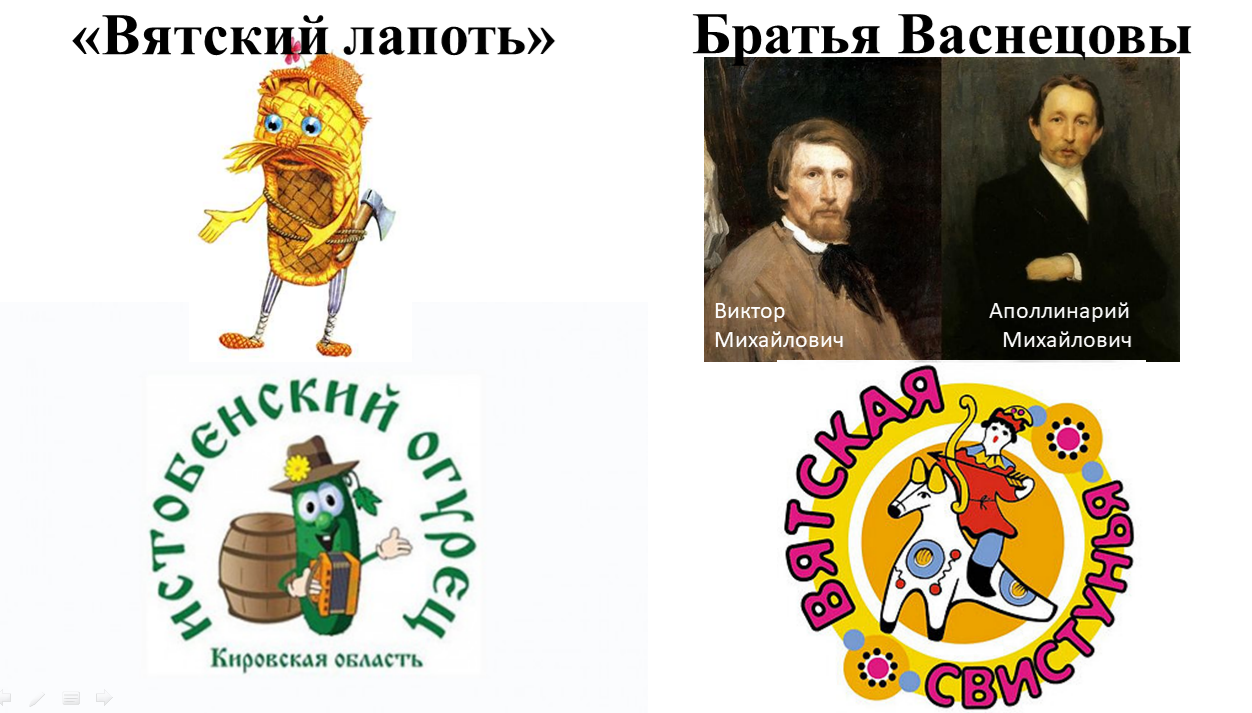 «Вятский лапоть»
Братья Васнецовы
Виктор
Михайлович
Аполлинарий
Михайлович
ИСТОБЕНСКИЙ ОГУРЕЦ
Кировская область
ВЯТСКАЯ
СВИСТУНЬЯ